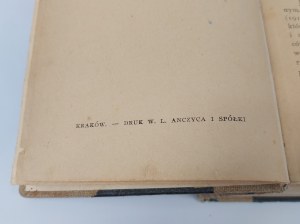 KRAKÓW. — DRUK W. L. ANCZYCA I SPÓŁKI